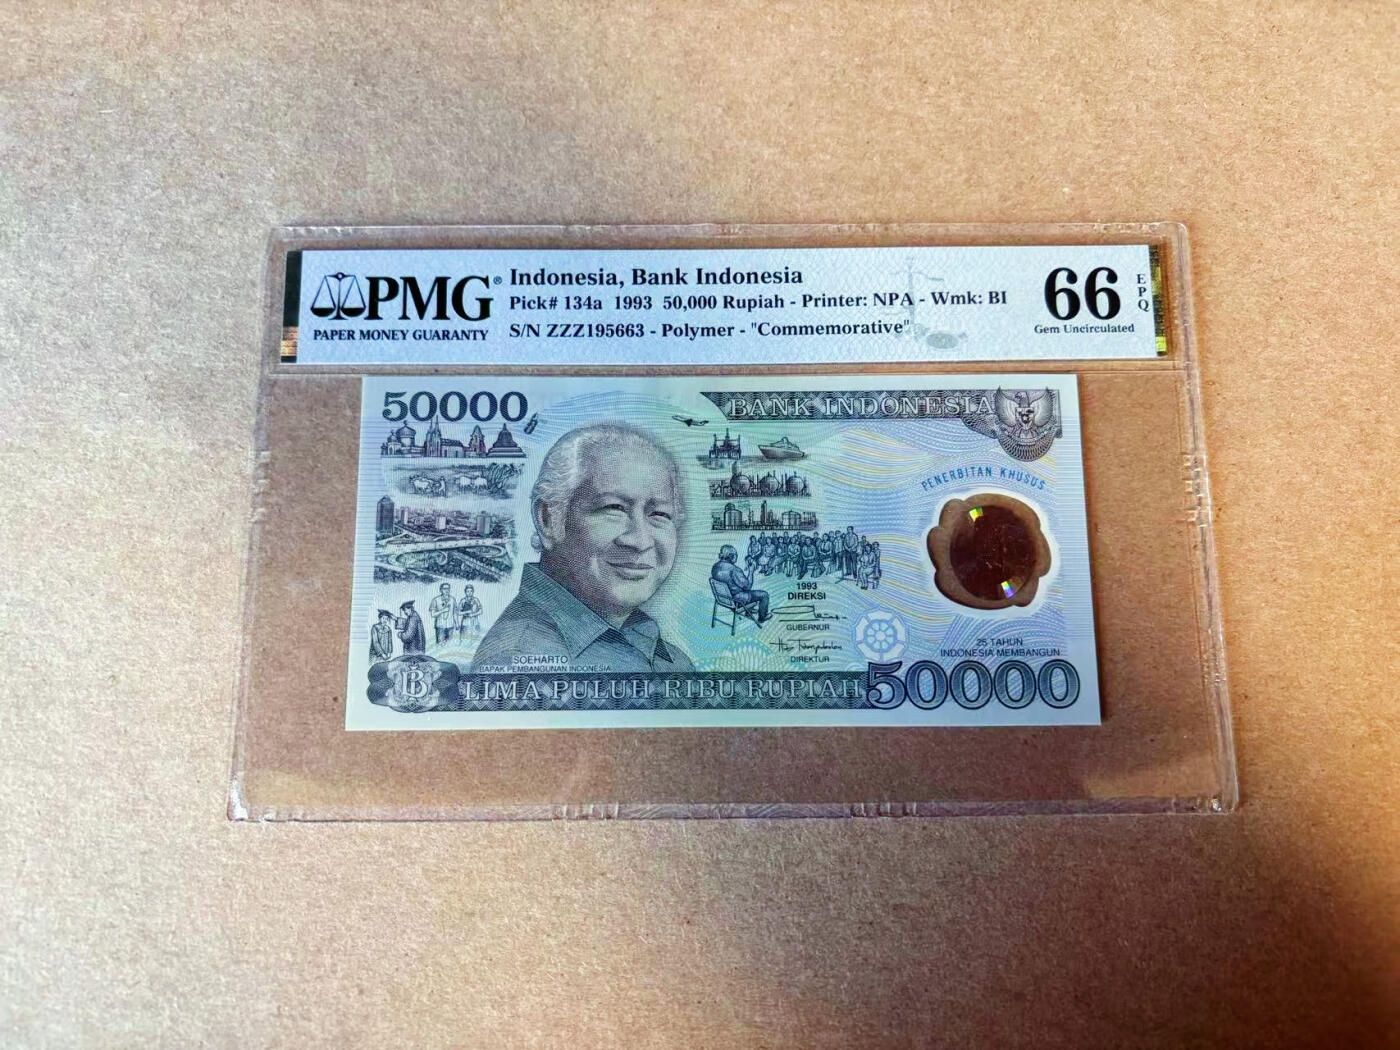 PMG®
PAPER MONEY GUARANTY
Indonesia, Bank Indonesia
Pick# 134a 1993 50,000 Rupiah - Printer: NPA - Wmk: BI
S/N ZZZ195663 - Polymer - "Commemorative"
66
EPQ
Gem Uncirculated
50000
BANK INDONESIA
PENERBITAN KHUSUS
1993
DIREKSI
GUBERNUR
DIREKTUR
25 TAHUN
INDONESIA MEMBANGUN
SOEHARTO
BAPAK PEMBANGUNAN INDONESIA
LIMA PULUH RIBU RUPIAH
50000